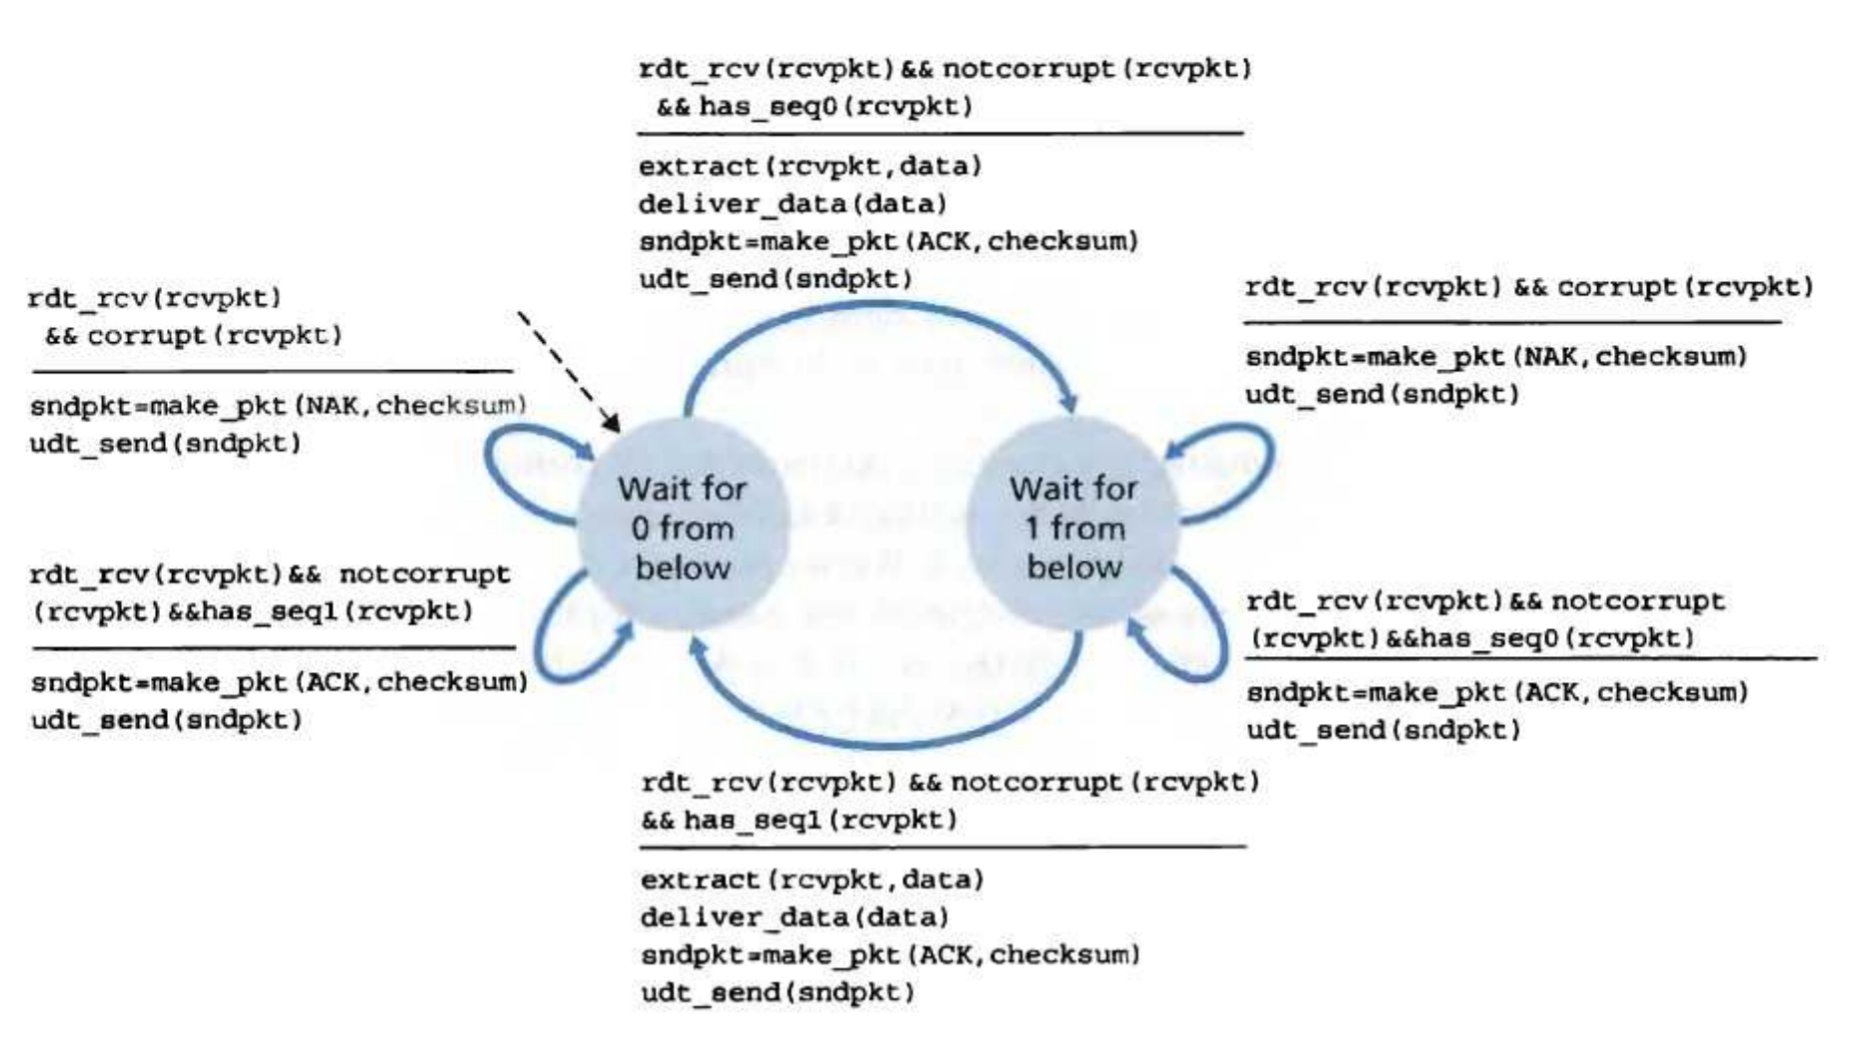 rdt_rcv(rcvpkt)&& notcorrupt(rcvpkt)
&& has_seq0(rcvpkt)
extract(rcvpkt,data)
deliver_data(data)
sndpkt=make_pkt(ACK,checksum)
udt_send(sndpkt)
rdt_rcv(rcvpkt)
&& corrupt(rcvpkt)
sndpkt=make_pkt(NAK,checksum)
udt_send(sndpkt)
rdt_rcv(rcvpkt) && corrupt(rcvpkt)
sndpkt=make_pkt(NAK,checksum)
udt_send(sndpkt)
Wait for
0 from
below
Wait for
1 from
below
rdt_rcv(rcvpkt)&& notcorrupt
(rcvpkt)&&has_seq1(rcvpkt)
sndpkt=make_pkt(ACK,checksum)
udt_send(sndpkt)
rdt_rcv(rcvpkt)&& notcorrupt
(rcvpkt)&&has_seq0(rcvpkt)
sndpkt=make_pkt(ACK,checksum)
udt_send(sndpkt)
rdt_rcv(rcvpkt) && notcorrupt(rcvpkt)
&& has_seq1(rcvpkt)
extract(rcvpkt,data)
deliver_data(data)
sndpkt=make_pkt(ACK,checksum)
udt_send(sndpkt)